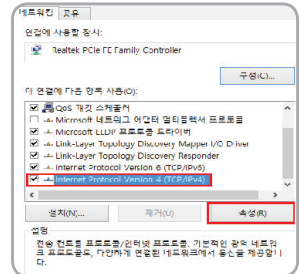 네트워킹 공유
연결에 사용할 장치:
Realtek PCIe FE Family Controller
구성(C)...
이 연결에 다음 항목 사용(O):
QoS 패킷 스케줄러
Microsoft 네트워크 어댑터 멀티플렉서 프로토콜
Microsoft LLDP 프로토콜 드라이버
Link-Layer Topology Discovery Mapper I/O Driver
Link-Layer Topology Discovery Responder
Internet Protocol Version 6 (TCP/IPv6)
Internet Protocol Version 4 (TCP/IPv4)
설치(N)... 제거(U) 속성(R)
설명
전송 컨트롤 프로토콜/인터넷 프로토콜. 기본적인 광역 네트워
크 프로토콜로, 다양하게 연결된 네트워크에서 통신을 제공합니
다.